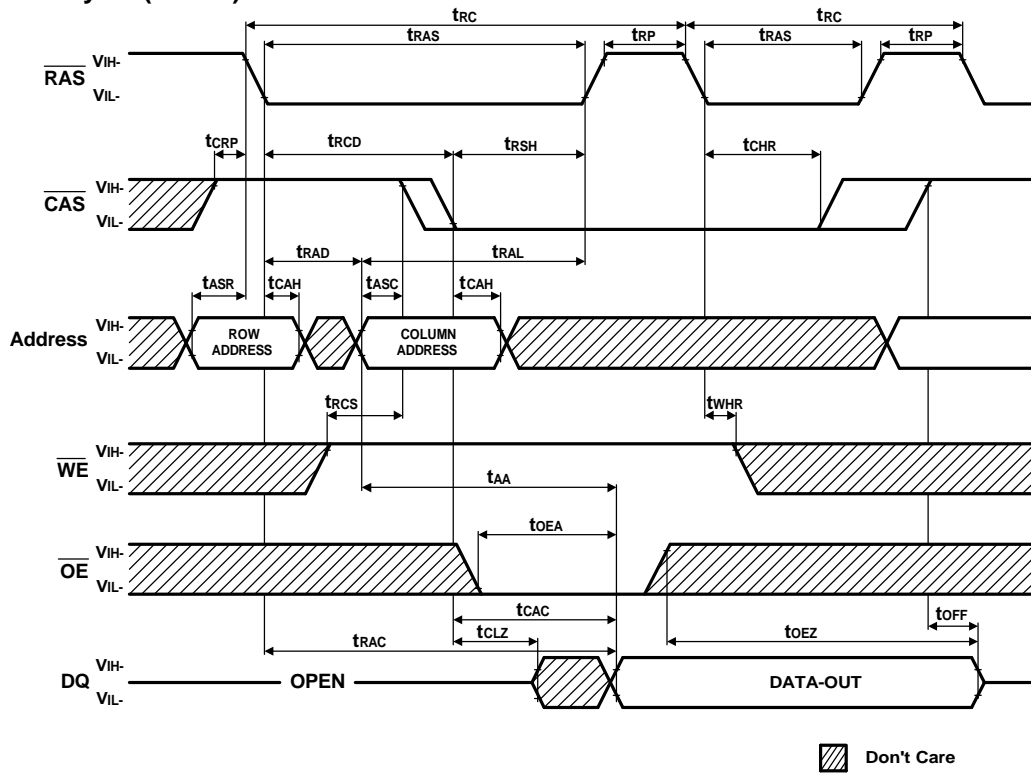 tRC tRC
tRAS tRP tRAS tRP
RAS VIH-
VIL-
tCRP tRCD tRSH tCHR
CAS VIH-
VIL-
tRAD tRAL
tASR tCAH tASC tCAH
Address VIH-
VIL-
ROW
ADDRESS
COLUMN
ADDRESS
tRCS tWHR
WE VIH-
VIL-
tAA
tOEA
OE VIH-
VIL-
tCAC
tCLZ
tRAC
tOEZ
tOFF
DQ VIH-
VIL-
OPEN
DATA-OUT
Don't Care